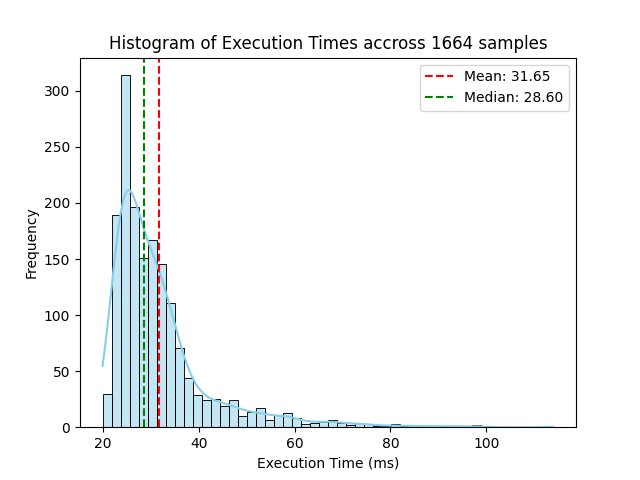 Histogram of Execution Times accross 1664 samples
Mean: 31.65
Median: 28.60
300
250
200
150
100
50
0
Frequency
20 40 60 80 100
Execution Time (ms)